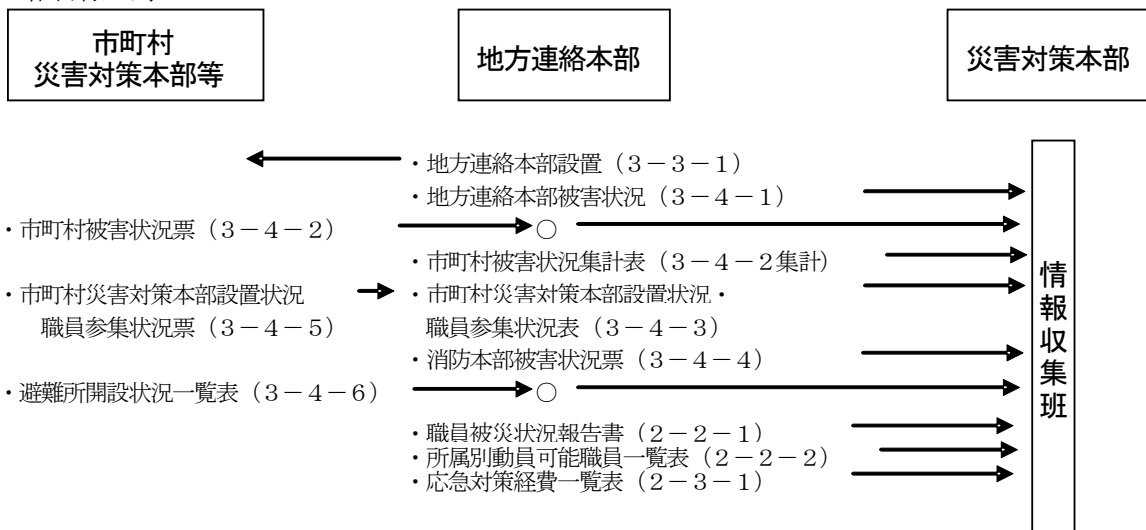 市町村
災害対策本部等
地方連絡本部
災害対策本部
・地方連絡本部設置（３－３－１）
・地方連絡本部被害状況（３－４－１）
・市町村被害状況票（３－４－２）
○
・市町村被害状況集計表（３－４－２集計）
・市町村災害対策本部設置状況
職員参集状況票（３－４－５）
・市町村災害対策本部設置状況・
職員参集状況表（３－４－３）
・消防本部被害状況票（３－４－４）
・避難所開設状況一覧表（３－４－６）
○
・職員被災状況報告書（２－２－１）
・所属別動員可能職員一覧表（２－２－２）
・応急対策経費一覧表（２－３－１）
情報収集班